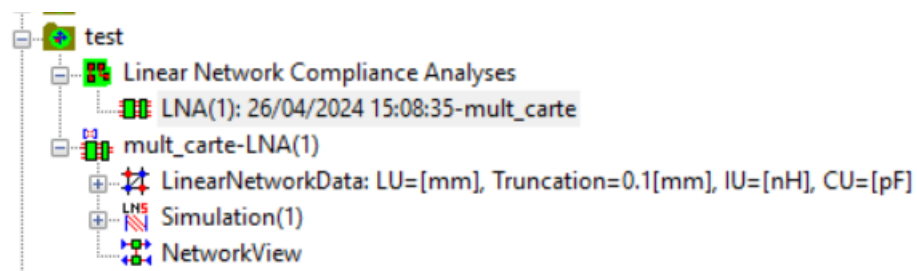 test
Linear Network Compliance Analyses
LNA(1): 26/04/2024 15:08:35-mult_carte
mult_carte-LNA(1)
LinearNetworkData: LU=[mm], Truncation=0.1[mm], IU=[nH], CU=[pF]
LNS
Simulation(1)
NetworkView